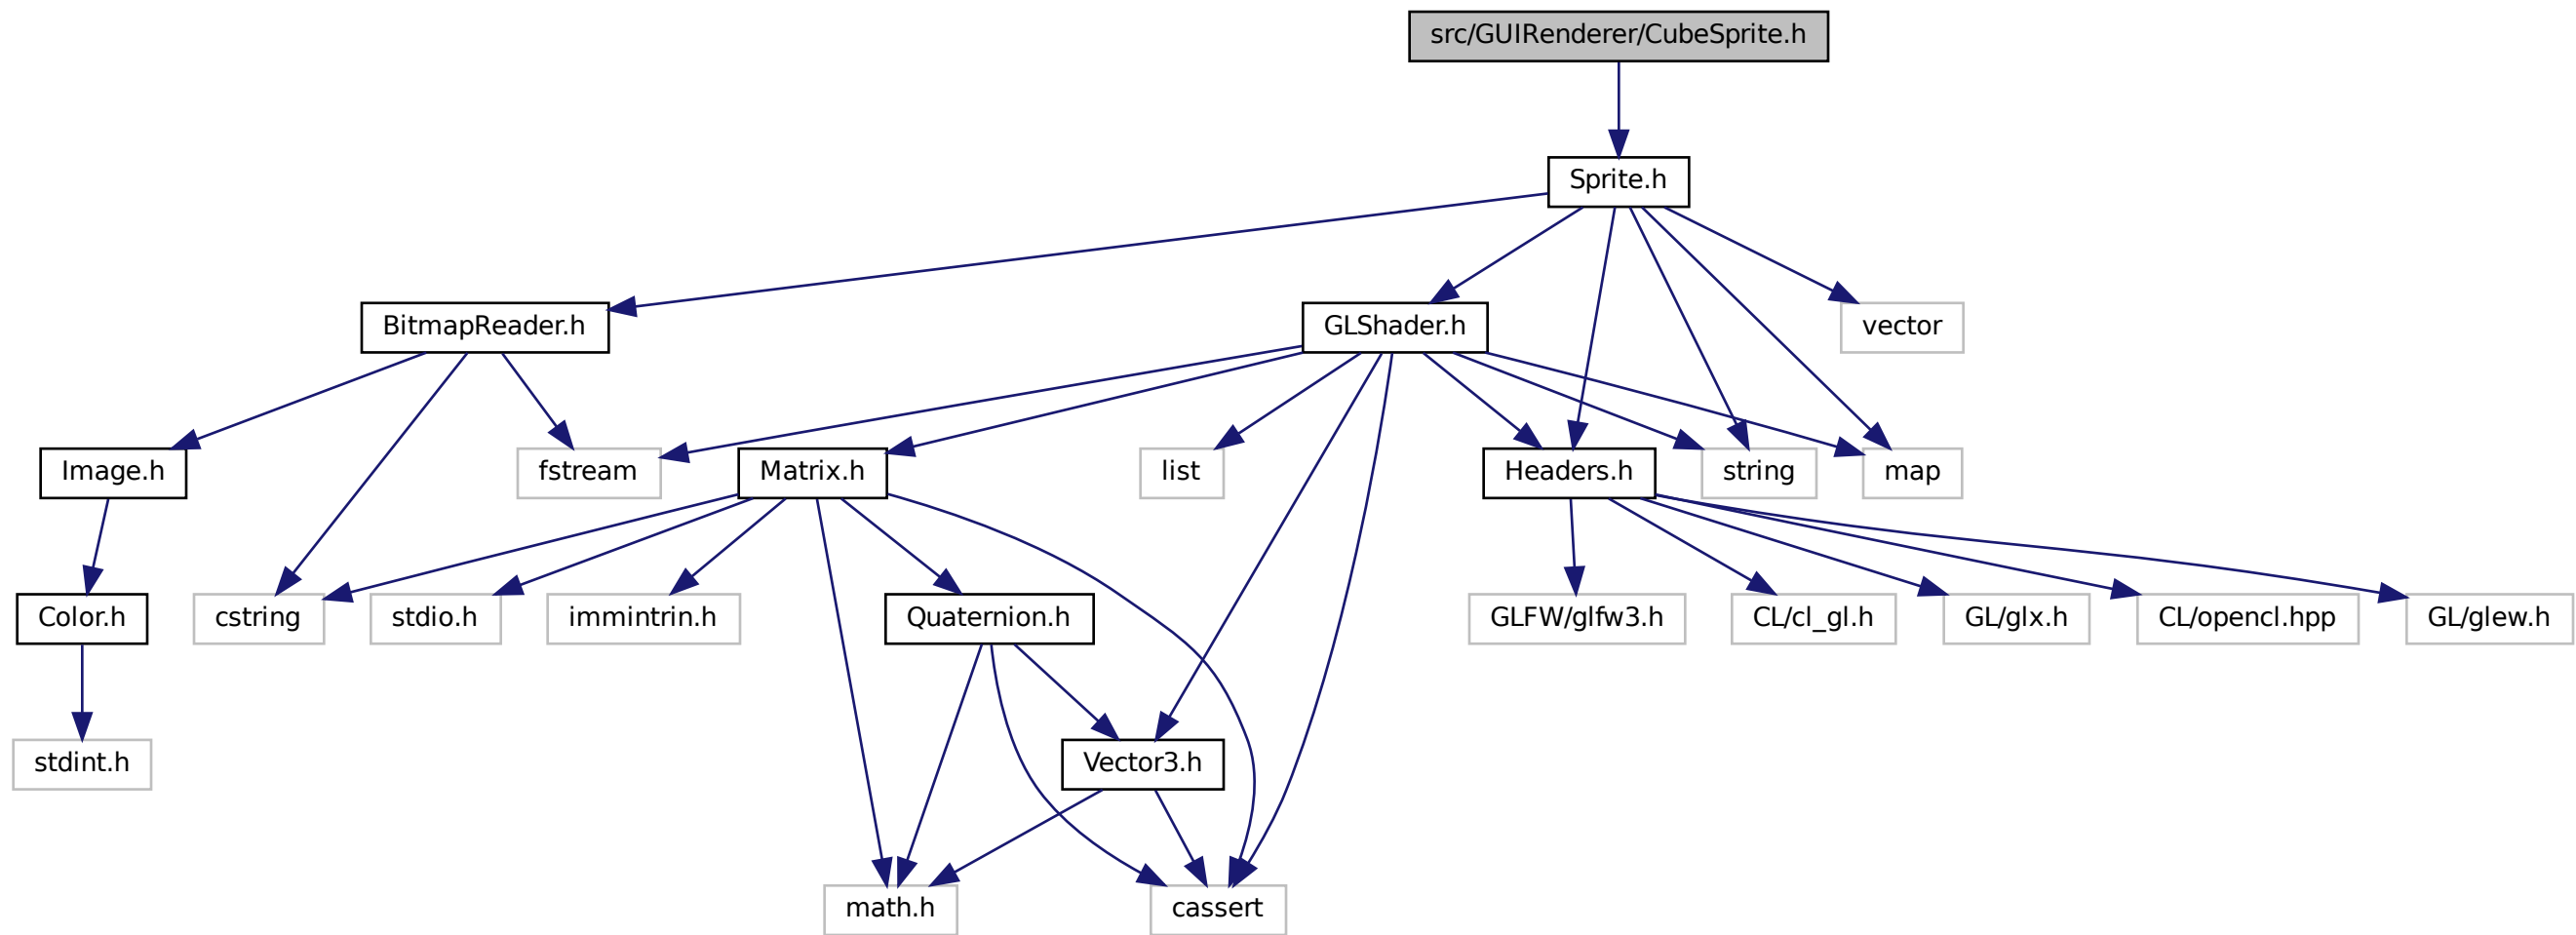 src/GUIRenderer/CubeSprite.h
Sprite.h
BitmapReader.h
GLShader.h
vector
Image.h
fstream
Matrix.h
list
Headers.h
string
map
Color.h
cstring
stdio.h
immintrin.h
Quaternion.h
GLFW/glfw3.h
CL/cl_gl.h
GL/glx.h
CL/opencl.hpp
GL/glew.h
stdint.h
Vector3.h
math.h
cassert